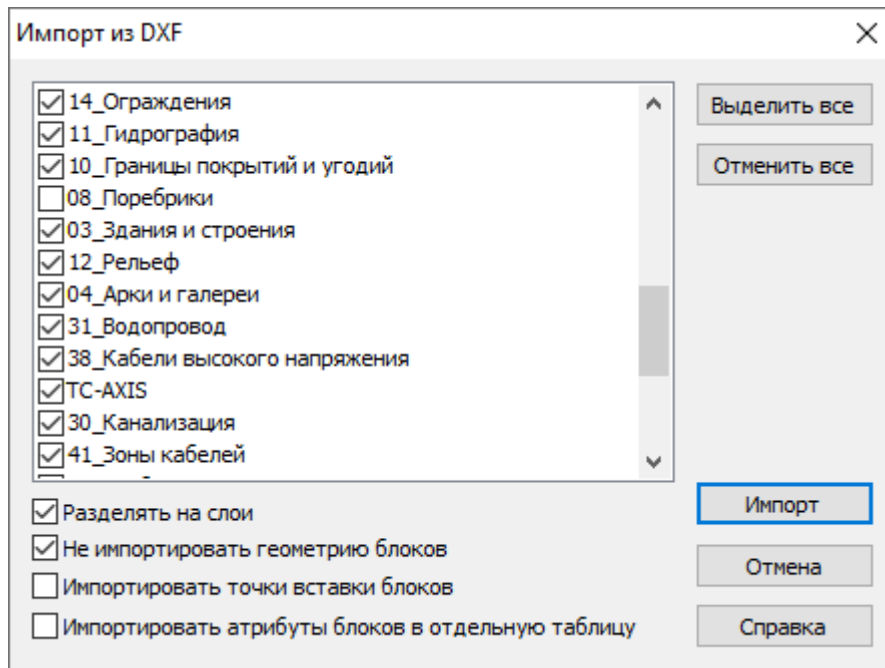 Импорт из DXF
14_Ограждения
11_Гидрография
10_Границы покрытий и угодий
08_Поребрики
03_Здания и строения
12_Рельеф
04_Арки и галереи
31_Водопровод
38_Кабели высокого напряжения
TC-AXIS
30_Канализация
41_Зоны кабелей
Выделить все
Отменить все
Разделять на слои
Не импортировать геометрию блоков
Импортировать точки вставки блоков
Импортировать атрибуты блоков в отдельную таблицу
Импорт
Отмена
Справка